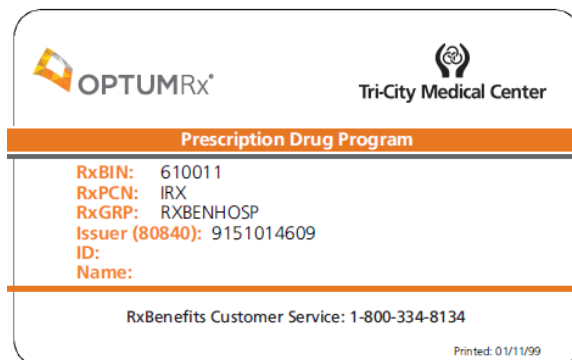 OPTUMRx®
Tri-City Medical Center
Prescription Drug Program
RxBIN: 610011
RxPCN: IRX
RxGRP: RXBENHOSP
Issuer (80840): 9151014609
ID:
Name:
RxBenefits Customer Service: 1-800-334-8134
Printed: 01/11/99